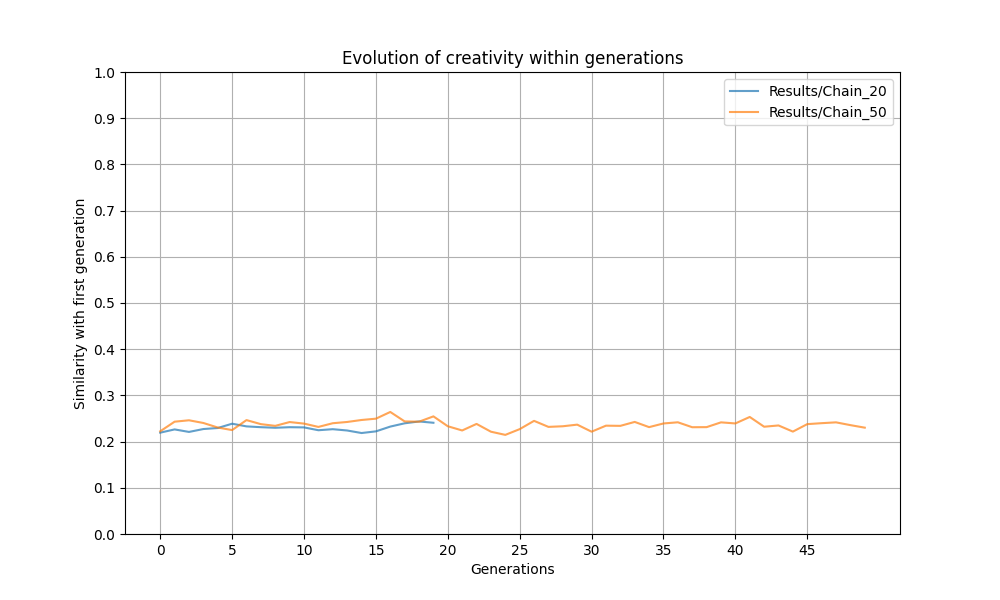 Evolution of creativity within generations
Results/Chain_20
Results/Chain_50
Similarity with first generation
1.0
0.9
0.8
0.7
0.6
0.5
0.4
0.3
0.2
0.1
0.0
0 5 10 15 20 25 30 35 40 45
Generations